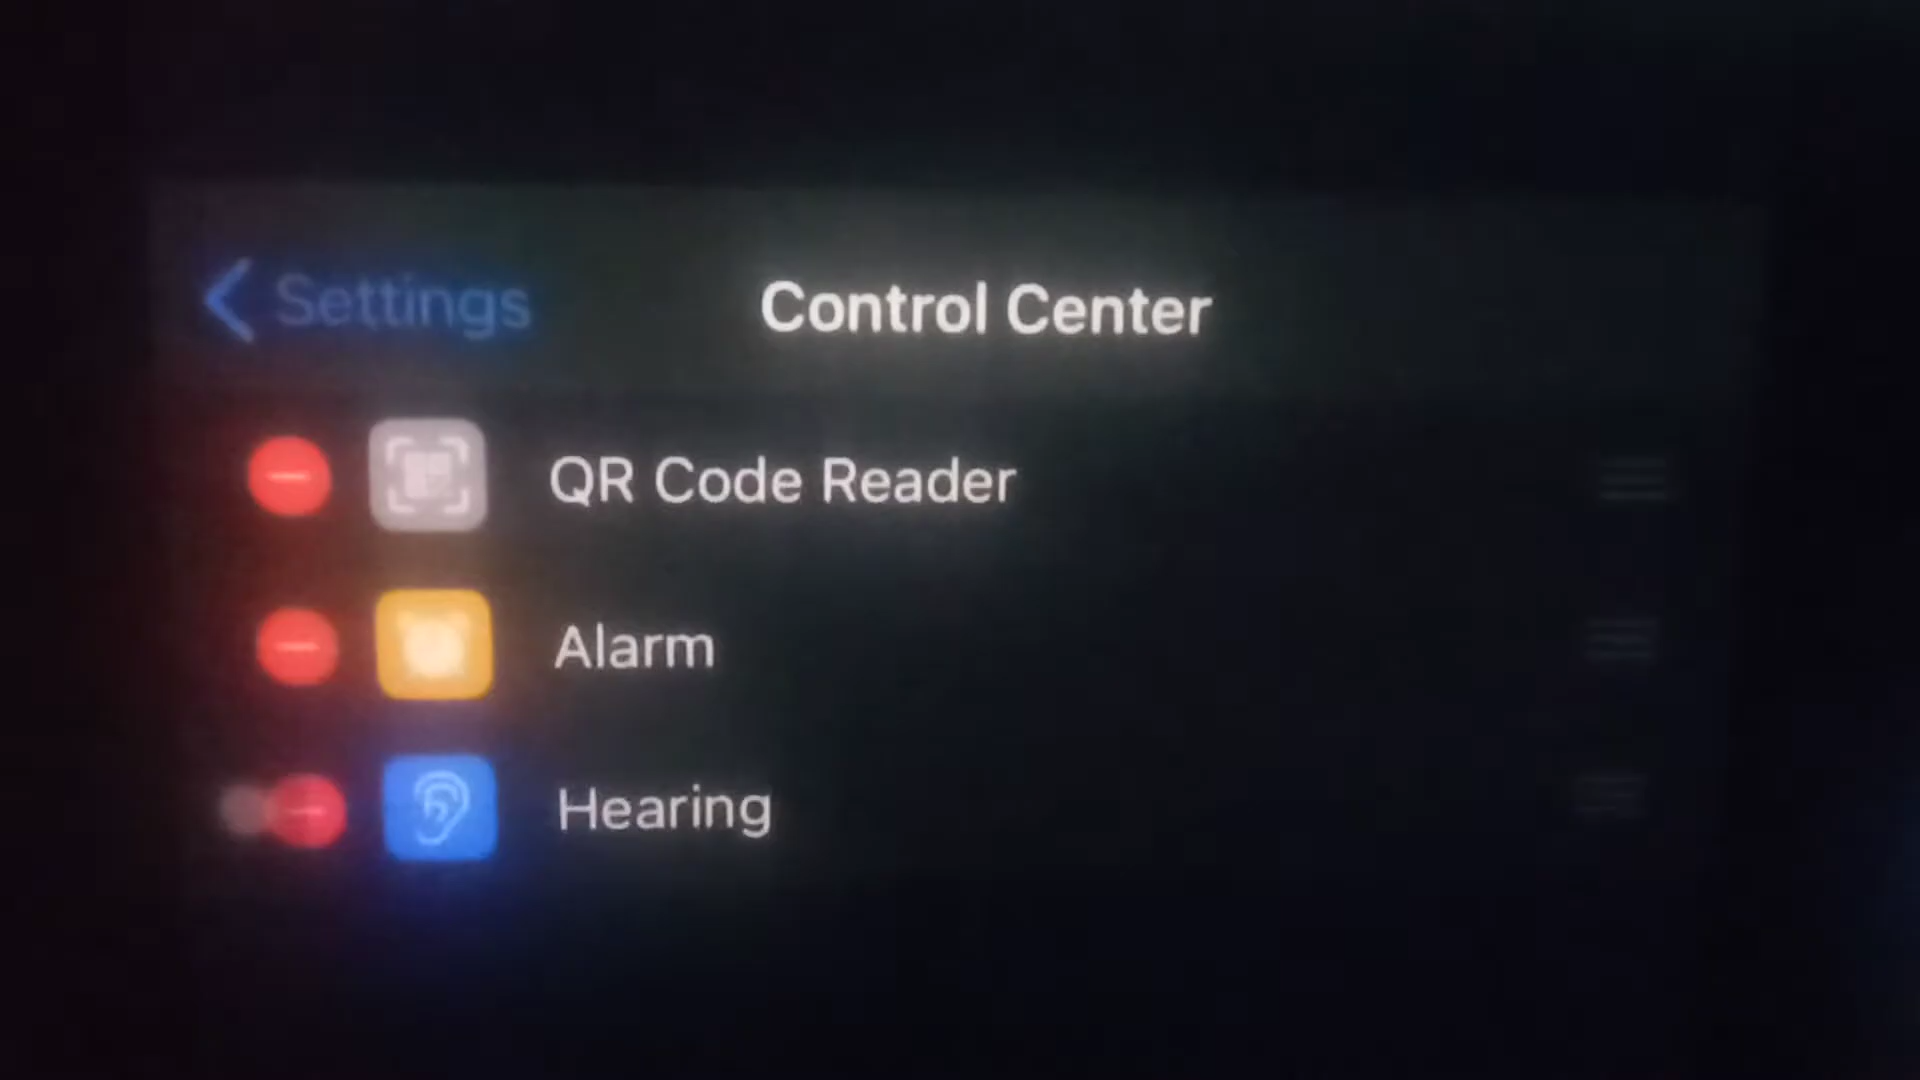 Settings
Control Center
QR Code Reader
Alarm
Hearing